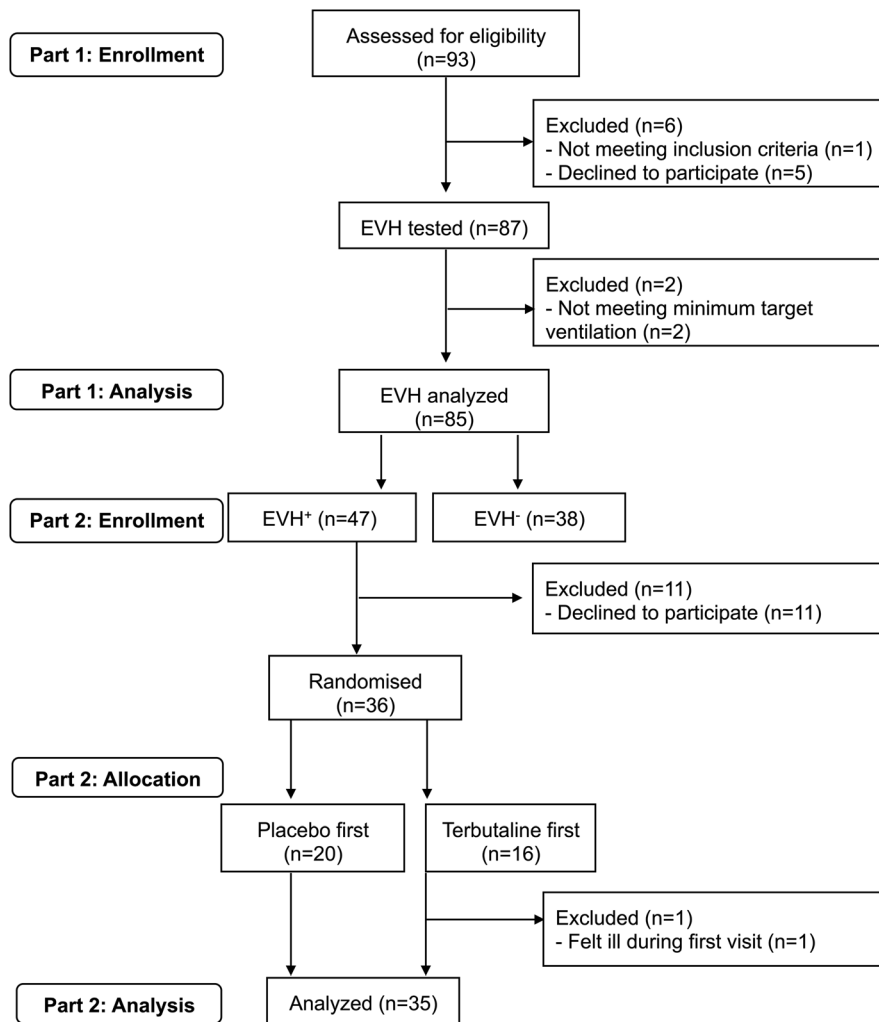 Part 1: Enrollment
Assessed for eligibility
(n=93)
Excluded (n=6)
- Not meeting inclusion criteria (n=1)
- Declined to participate (n=5)
EVH tested (n=87)
Excluded (n=2)
- Not meeting minimum target
ventilation (n=2)
Part 1: Analysis
EVH analyzed
(n=85)
Part 2: Enrollment
EVH⁺ (n=47)
EVH⁻ (n=38)
Excluded (n=11)
- Declined to participate (n=11)
Randomised
(n=36)
Part 2: Allocation
Placebo first
(n=20)
Terbutaline first
(n=16)
Excluded (n=1)
- Felt ill during first visit (n=1)
Part 2: Analysis
Analyzed (n=35)